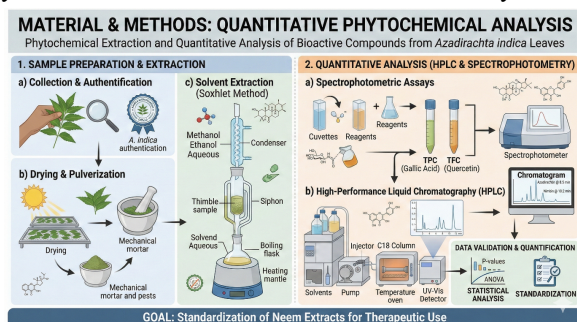 MATERIAL & METHODS: QUANTITATIVE PHYTOCHEMICAL ANALYSIS
Phytochemical Extraction and Quantitative Analysis of Bioactive Compounds from Azadirachta indica Leaves
1. SAMPLE PREPARATION & EXTRACTION
a) Collection & Authentification
A. indica
authentication
b) Drying & Pulverization
Drying
Mechanical
mortar
Mechanical
mortar and pests
c) Solvent Extraction
(Soxhlet Method)
Methanol
Ethanol
Aqueous
Condenser
Thimble
sample
Siphon
Solvend
Aqueous
Boiling
flask
Heating
mantle
2. QUANTITATIVE ANALYSIS (HPLC & SPECTROPHOTOMETRY)
a) Spectrophotometric Assays
Cuvettes
Reagents
Reagents
TPC
(Gallic Acid)
TFC
(Quercetin)
Spectrophotometer
b) High-Performance Liquid Chromatography (HPLC)
Chromatogram
Solvents
Pump
Injector
C18 Column
Temperature
oven
UV-Vis
Detector
DATA VALIDATION & QUANTIFICATION
P-values
ANOVA
STATISTICAL
ANALYSIS
STANDARDIZATION
GOAL: Standardization of Neem Extracts for Therapeutic Use